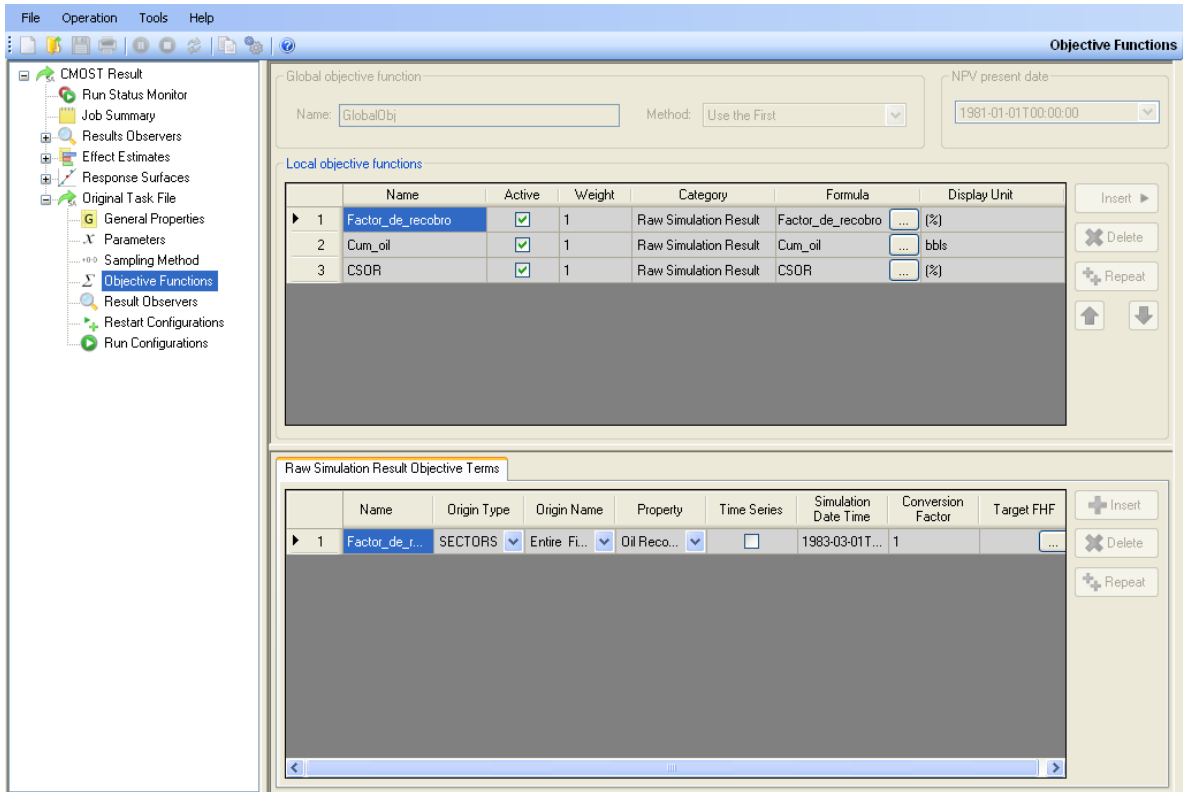 File Operation Tools Help
Objective Functions
CMOST Result
Run Status Monitor
Job Summary
Results Observers
Effect Estimates
Response Surfaces
Original Task File
G General Properties
x Parameters
Sampling Method
Σ Objective Functions
Result Observers
Restart Configurations
Run Configurations
Global objective function
Name: GlobalObj Method: Use the First
NPV present date
1981-01-01T00:00:00
Local objective functions
Name Active Weight Category Formula Display Unit
1 Factor_de_recobro 1 Raw Simulation Result Factor_de_recobro ... (%)
2 Cum_oil 1 Raw Simulation Result Cum_oil ... bbls
3 CSOR 1 Raw Simulation Result CSOR ... (%)
Insert
Delete
Repeat
Raw Simulation Result Objective Terms
Name Origin Type Origin Name Property Time Series Simulation Date Time Conversion Factor Target FHF
1 Factor_de_r... SECTORS Entire Fi... Oil Reco... 1983-03-01T... 1 ...
Insert
Delete
Repeat